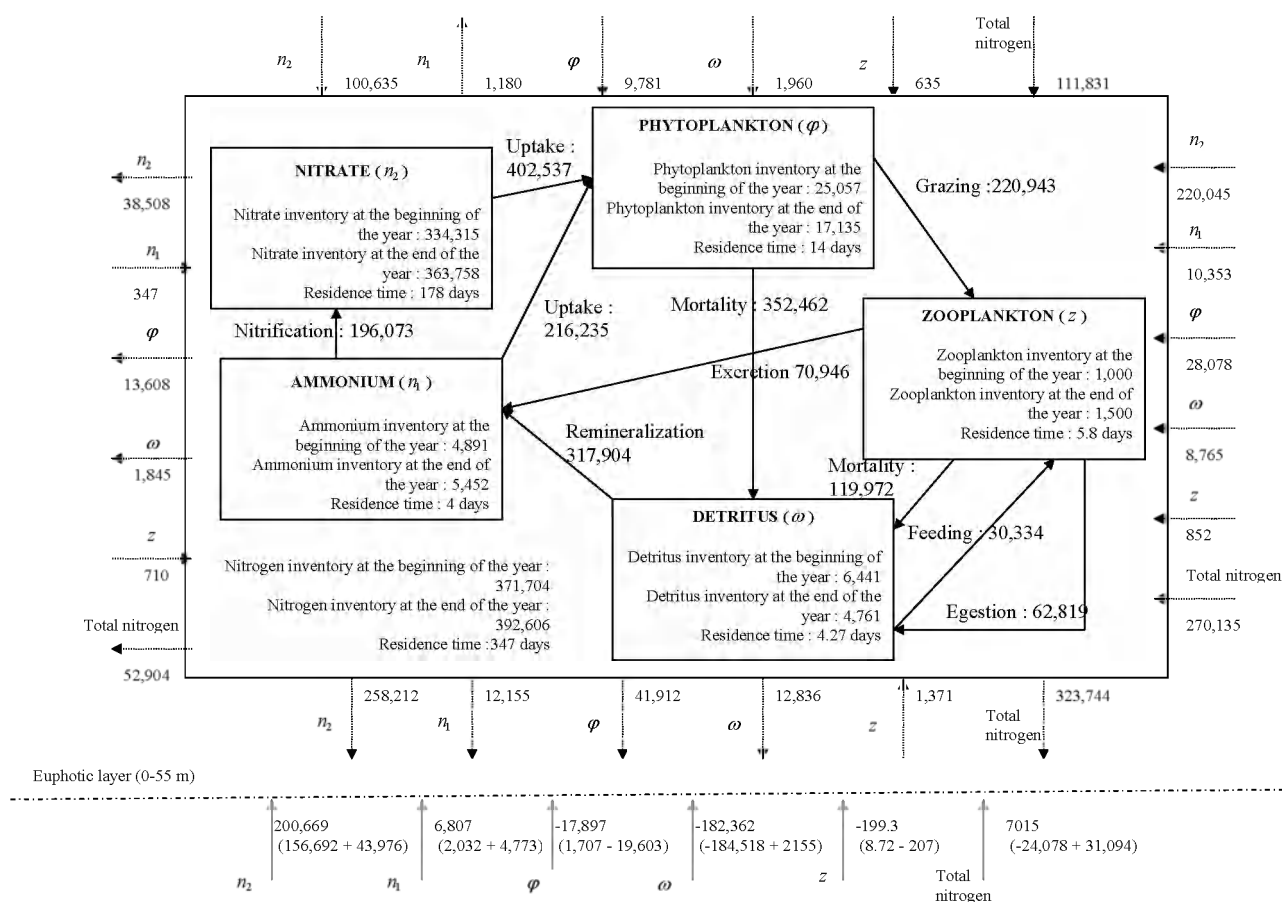 Total
nitrogen
n₂
n₁
φ
ω
z
100,635
1,180
9,781
1,960
635
111,831
PHYTOPLANKTON (φ)
Phytoplankton inventory at the
beginning of the year : 25,057
Phytoplankton inventory at the end of
the year : 17,135
Residence time : 14 days
Uptake :
402,537
NITRATE (n₂)
Nitrate inventory at the beginning of
the year : 334,315
Nitrate inventory at the end of the
year : 363,758
Residence time : 178 days
Grazing :220,943
n₂
38,508
n₁
347
φ
13,608
ω
1,845
z
710
Total nitrogen
52,904
n₂
220,045
n₁
10,353
φ
28,078
ω
8,765
z
852
Total nitrogen
270,135
Nitrification : 196,073
Uptake :
216,235
Mortality : 352,462
ZOOPLANKTON (z)
Zooplankton inventory at the
beginning of the year : 1,000
Zooplankton inventory at the end of
the year : 1,500
Residence time : 5.8 days
Excretion 70,946
AMMONIUM (n₁)
Ammonium inventory at the
beginning of the year : 4,891
Ammonium inventory at the end of
the year : 5,452
Residence time : 4 days
Remineralization
317,904
Mortality :
119,972
Feeding : 30,334
DETRITUS (ω)
Detritus inventory at the beginning of
the year : 6,441
Detritus inventory at the end of the
year : 4,761
Residence time : 4.27 days
Egestion : 62,819
Nitrogen inventory at the beginning of the year :
371,704
Nitrogen inventory at the end of the year :
392,606
Residence time :347 days
258,212
12,155
41,912
12,836
1,371
323,744
n₂
n₁
φ
ω
z
Total
nitrogen
Euphotic layer (0-55 m)
200,669
(156,692 + 43,976)
6,807
(2,032 + 4,773)
-17,897
(1,707 - 19,603)
-182,362
(-184,518 + 2155)
-199.3
(8.72 - 207)
7015
(-24,078 + 31,094)
n₂
n₁
φ
ω
z
Total
nitrogen